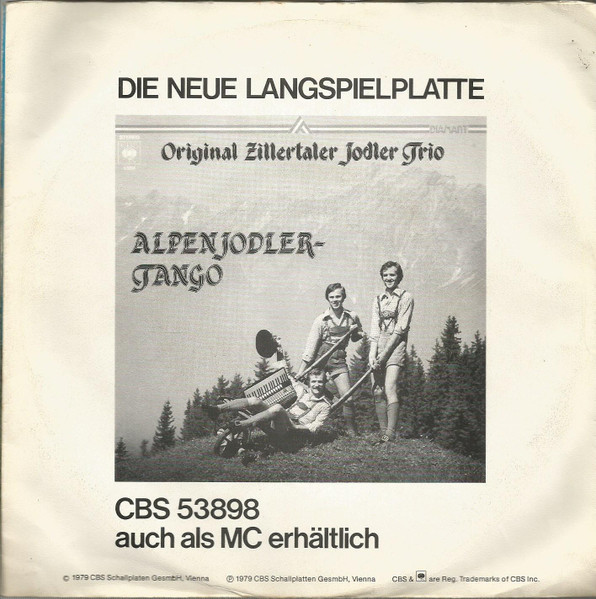 DIE NEUE LANGSPIELPLATTE
DIAMANT
Original Zillertaler Jodler Trio
ALPENJODLER-
TANGO
CBS 53898
auch als MC erhältlich
© 1979 CBS Schallplatten GesmbH, Vienna ℗ 1979 CBS Schallplatten GesmbH, Vienna CBS & are Reg. Trademarks of CBS Inc.